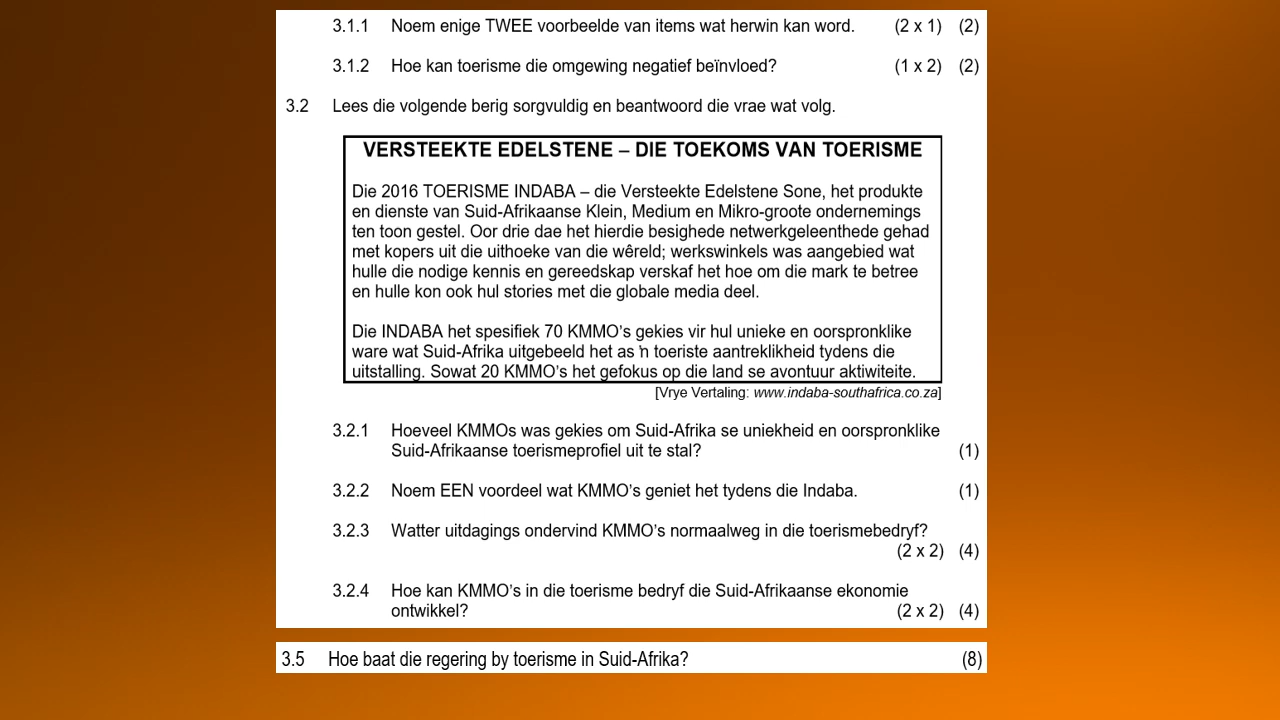 3.1.1 Noem enige TWEE voorbeelde van items wat herwin kan word. (2 x 1) (2)
3.1.2 Hoe kan toerisme die omgewing negatief beïnvloed? (1 x 2) (2)
3.2 Lees die volgende berig sorgvuldig en beantwoord die vrae wat volg.
VERSTEEKTE EDELSTENE – DIE TOEKOMS VAN TOERISME
Die 2016 TOERISME INDABA – die Versteekte Edelstene Sone, het produkte
en dienste van Suid-Afrikaanse Klein, Medium en Mikro-groote ondernemings
ten toon gestel. Oor drie dae het hierdie besighede netwerkgeleenthede gehad
met kopers uit die uithoeke van die wêreld; werkswinkels was aangebied wat
hulle die nodige kennis en gereedskap verskaf het hoe om die mark te betree
en hulle kon ook hul stories met die globale media deel.
Die INDABA het spesifiek 70 KMMO's gekies vir hul unieke en oorspronklike
ware wat Suid-Afrika uitgebeeld het as 'n toeriste aantreklikheid tydens die
uitstalling. Sowat 20 KMMO's het gefokus op die land se avontuur aktiwiteite.
[Vrye Vertaling: www.indaba-southafrica.co.za]
3.2.1 Hoeveel KMMOs was gekies om Suid-Afrika se uniekheid en oorspronklike
Suid-Afrikaanse toerismeprofiel uit te stal? (1)
3.2.2 Noem EEN voordeel wat KMMO's geniet het tydens die Indaba. (1)
3.2.3 Watter uitdagings ondervind KMMO's normaalweg in die toerismebedryf?
(2 x 2) (4)
3.2.4 Hoe kan KMMO's in die toerisme bedryf die Suid-Afrikaanse ekonomie
ontwikkel? (2 x 2) (4)
3.5 Hoe baat die regering by toerisme in Suid-Afrika? (8)